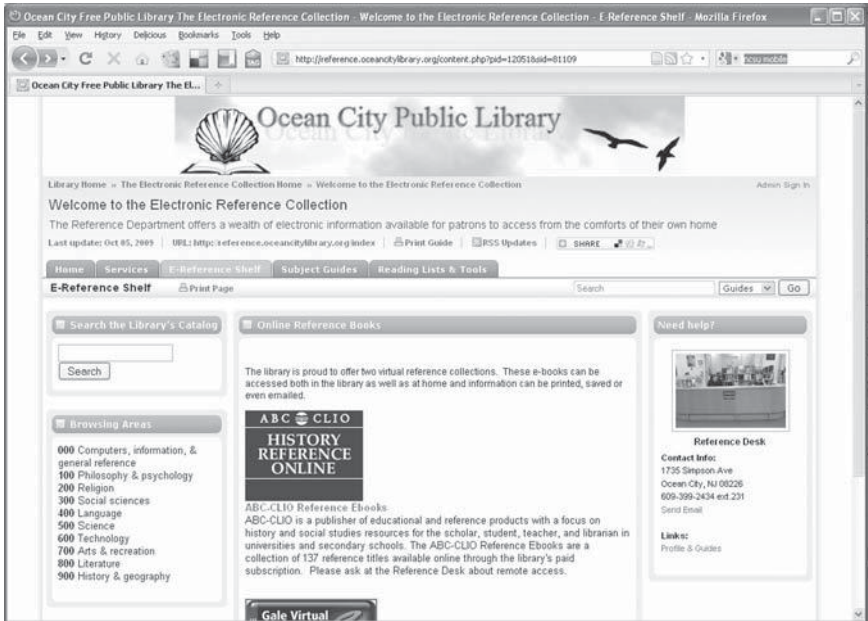 Ocean City Free Public Library The Electronic Reference Collection - Welcome to the Electronic Reference Collection - E-Reference Shelf - Mozilla Firefox
File Edit View History Delicious Bookmarks Tools Help
http://reference.oceancitylibrary.org/content.php?pid=12051&sid=81109
ncsu mobile
Ocean City Free Public Library The El...
Ocean City Public Library
Library Home » The Electronic Reference Collection Home » Welcome to the Electronic Reference Collection
Admin Sign In
Welcome to the Electronic Reference Collection
The Reference Department offers a wealth of electronic information available for patrons to access from the comforts of their own home
Last update: Oct 05, 2009 | URL: http:/reference.oceancitylibrary.org/index | Print Guide | RSS Updates | SHARE
Home Services E-Reference Shelf Subject Guides Reading Lists & Tools
E-Reference Shelf Print Page Search Guides Go
Search the Library's Catalog
Search
Browsing Areas
000 Computers, information, &
general reference
100 Philosophy & psychology
200 Religion
300 Social sciences
400 Language
500 Science
600 Technology
700 Arts & recreation
800 Literature
900 History & geography
Online Reference Books
The library is proud to offer two virtual reference collections. These e-books can be
accessed both in the library as well as at home and information can be printed, saved or
even emailed.
ABC CLIO
HISTORY
REFERENCE
ONLINE
ABC-CLIO Reference Ebooks
ABC-CLIO is a publisher of educational and reference products with a focus on
history and social studies resources for the scholar, student, teacher, and librarian in
universities and secondary schools. The ABC-CLIO Reference Ebooks are a
collection of 137 reference titles available online through the library's paid
subscription. Please ask at the Reference Desk about remote access.
Gale Virtual
Need help?
Reference Desk
Contact Info:
1735 Simpson Ave
Ocean City, NJ 08226
609-399-2434 ext.231
Send Email
Links:
Profile & Guides